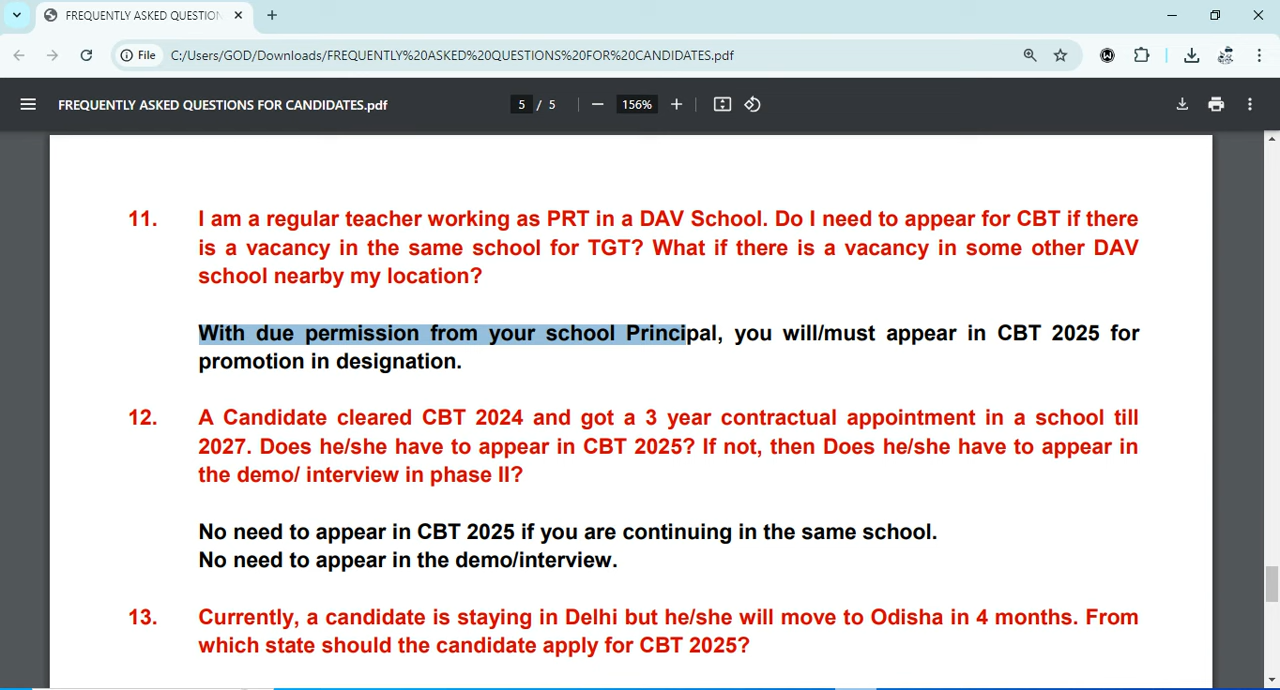 FREQUENTLY ASKED QUESTION
File C:/Users/GOD/Downloads/FREQUENTLY%20ASKED%20QUESTIONS%20FOR%20CANDIDATES.pdf
FREQUENTLY ASKED QUESTIONS FOR CANDIDATES.pdf 5 / 5 156%
11. I am a regular teacher working as PRT in a DAV School. Do I need to appear for CBT if there
is a vacancy in the same school for TGT? What if there is a vacancy in some other DAV
school nearby my location?
With due permission from your school Principal, you will/must appear in CBT 2025 for
promotion in designation.
12. A Candidate cleared CBT 2024 and got a 3 year contractual appointment in a school till
2027. Does he/she have to appear in CBT 2025? If not, then Does he/she have to appear in
the demo/ interview in phase II?
No need to appear in CBT 2025 if you are continuing in the same school.
No need to appear in the demo/interview.
13. Currently, a candidate is staying in Delhi but he/she will move to Odisha in 4 months. From
which state should the candidate apply for CBT 2025?